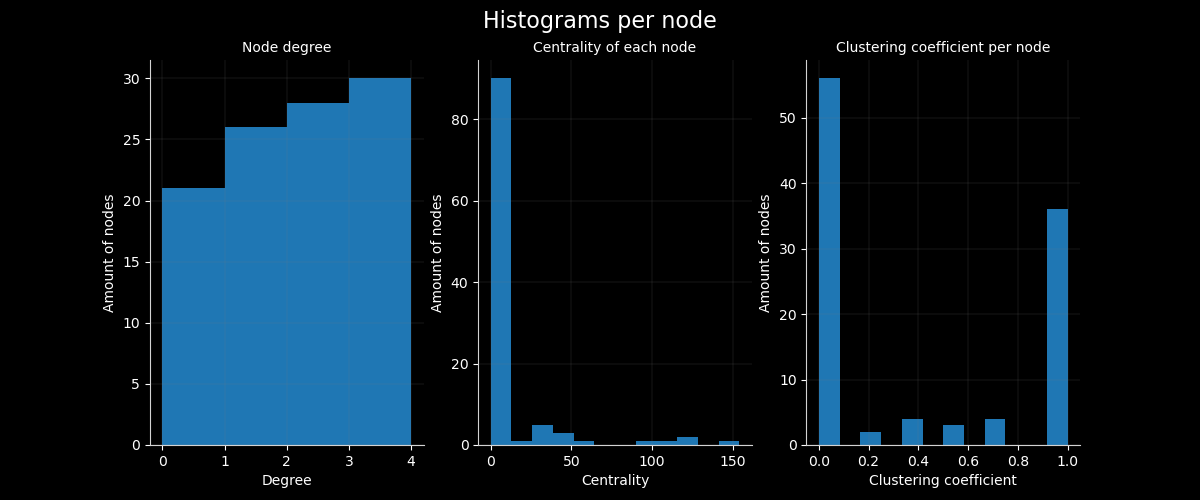 Histograms per node
Node degree
Amount of nodes
30
25
20
15
10
5
0
0 1 2 3 4
Degree
Centrality of each node
Amount of nodes
80
60
40
20
0
0 50 100 150
Centrality
Clustering coefficient per node
Amount of nodes
50
40
30
20
10
0
0.0 0.2 0.4 0.6 0.8 1.0
Clustering coefficient